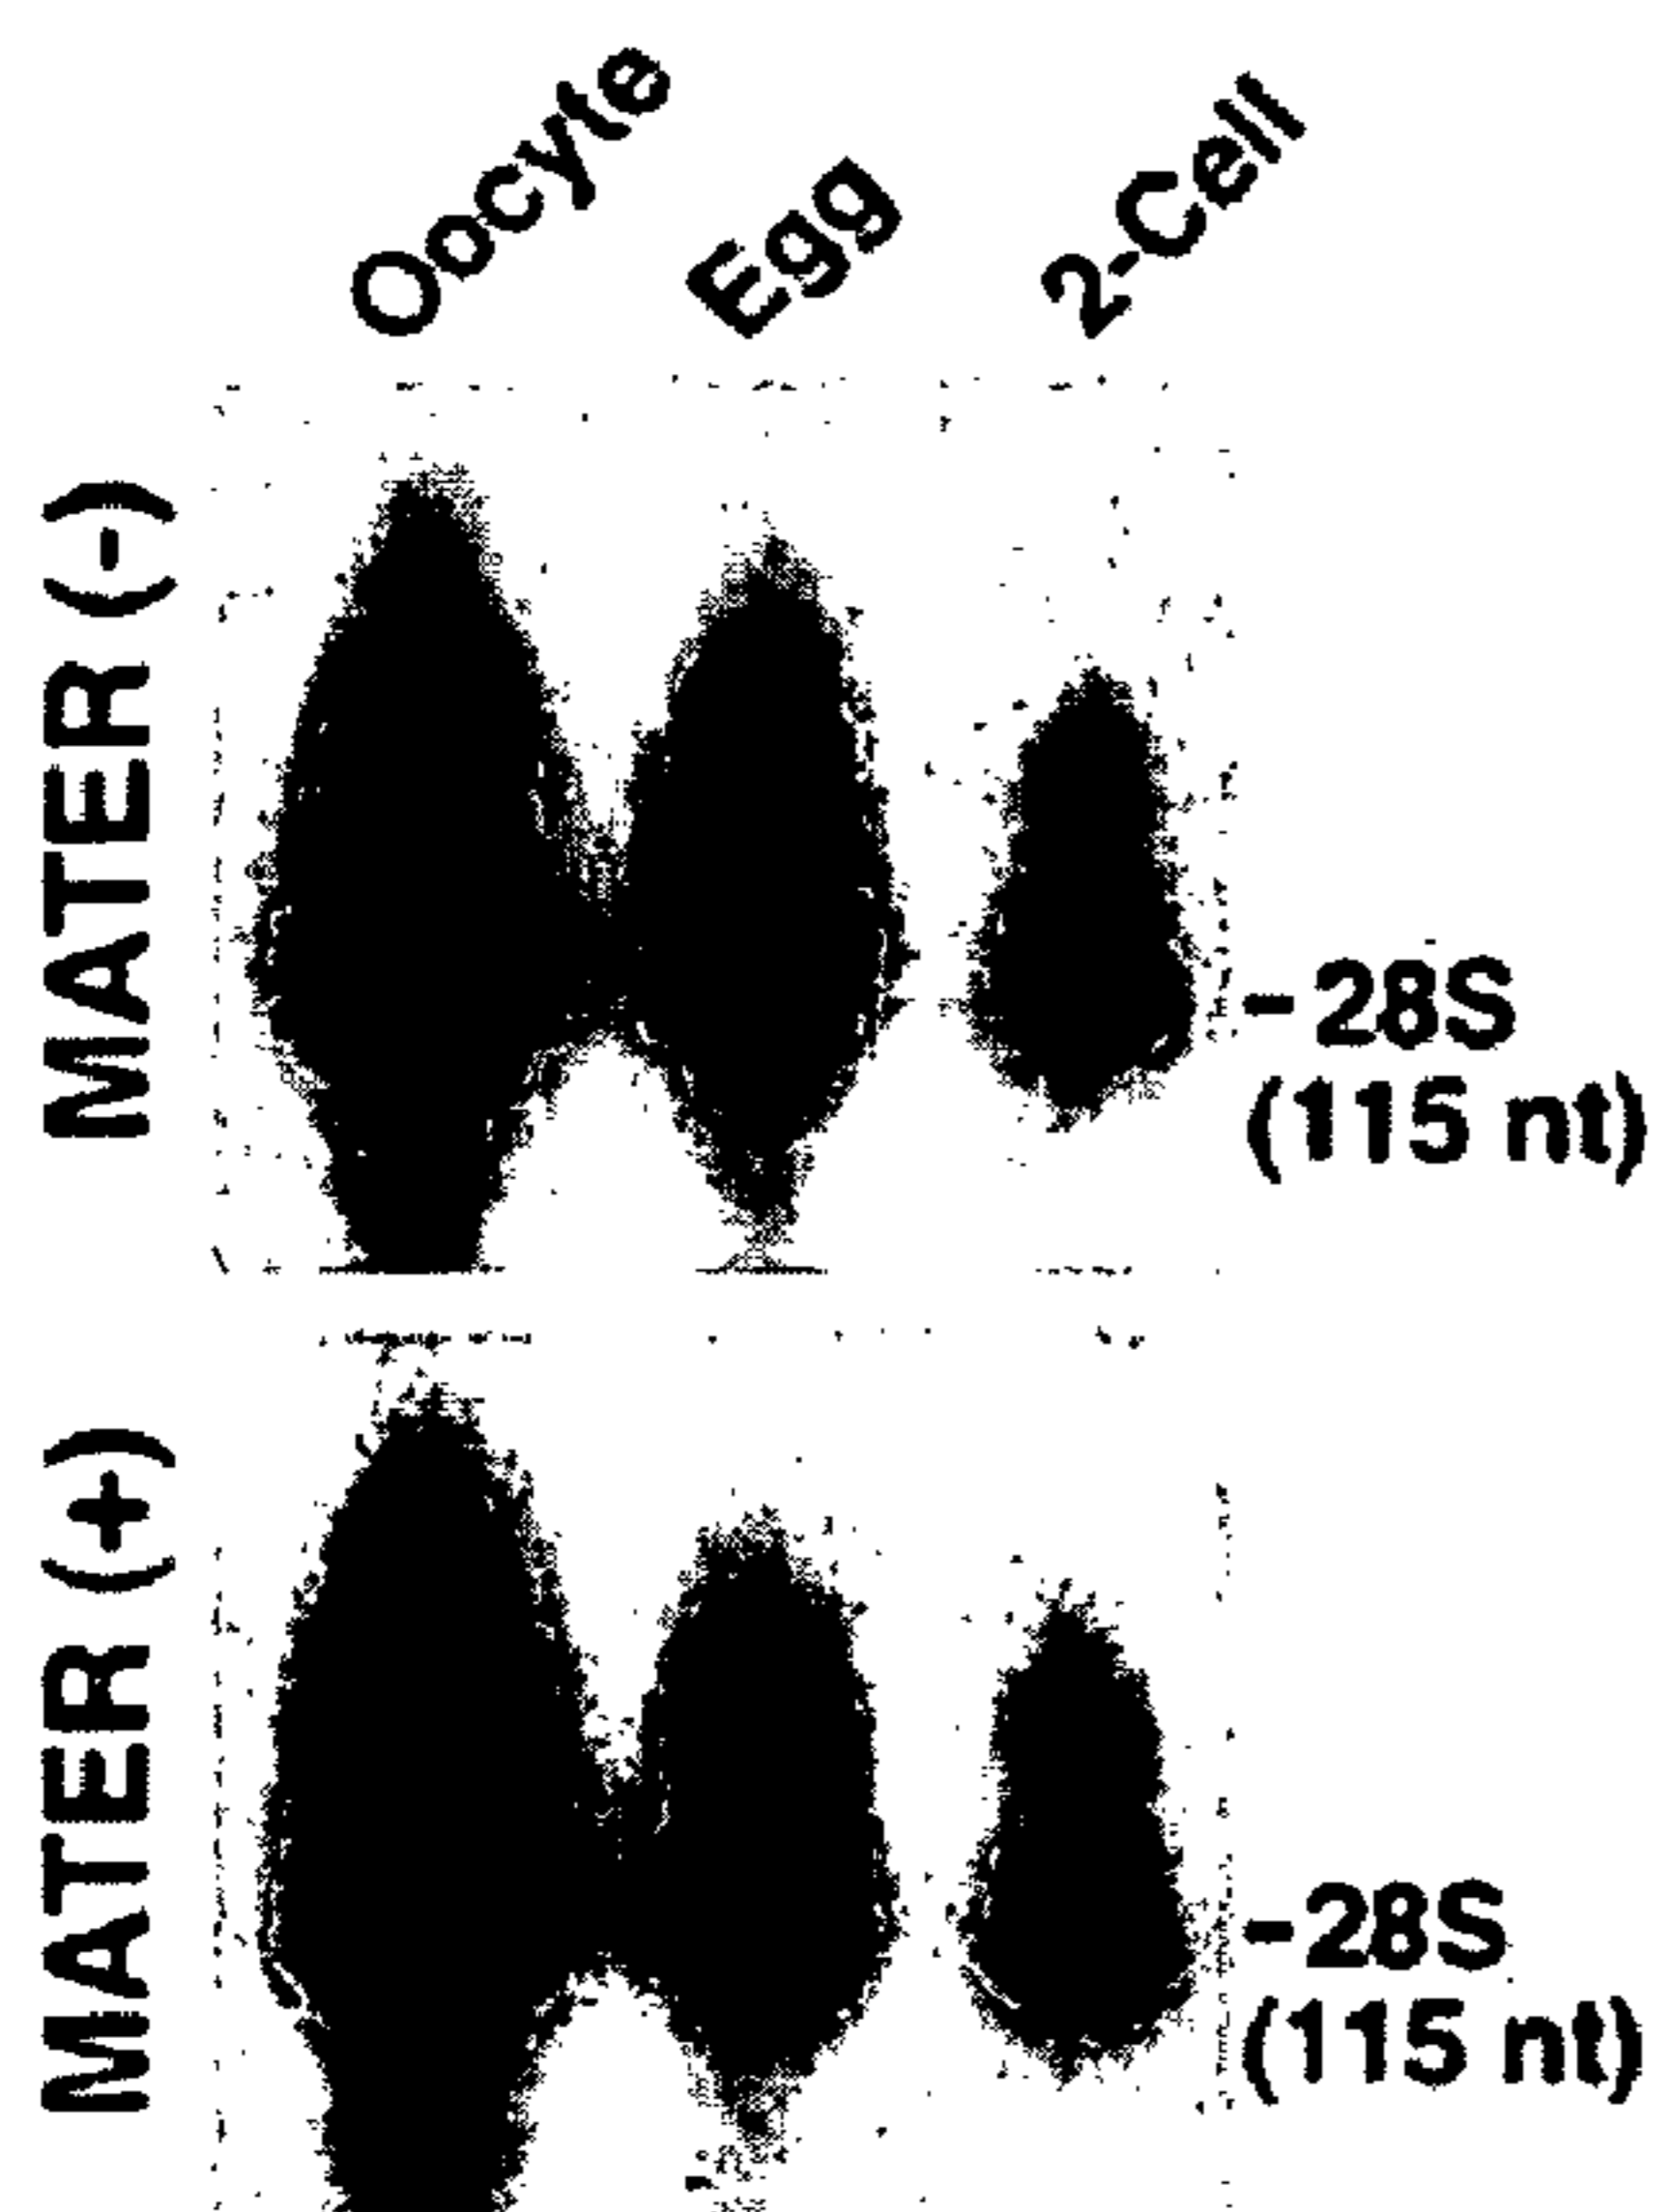 Oocyte
Egg
2-Cell
MATER (-)
-28S
(115 nt)
MATER (+)
-28S
(115 nt)